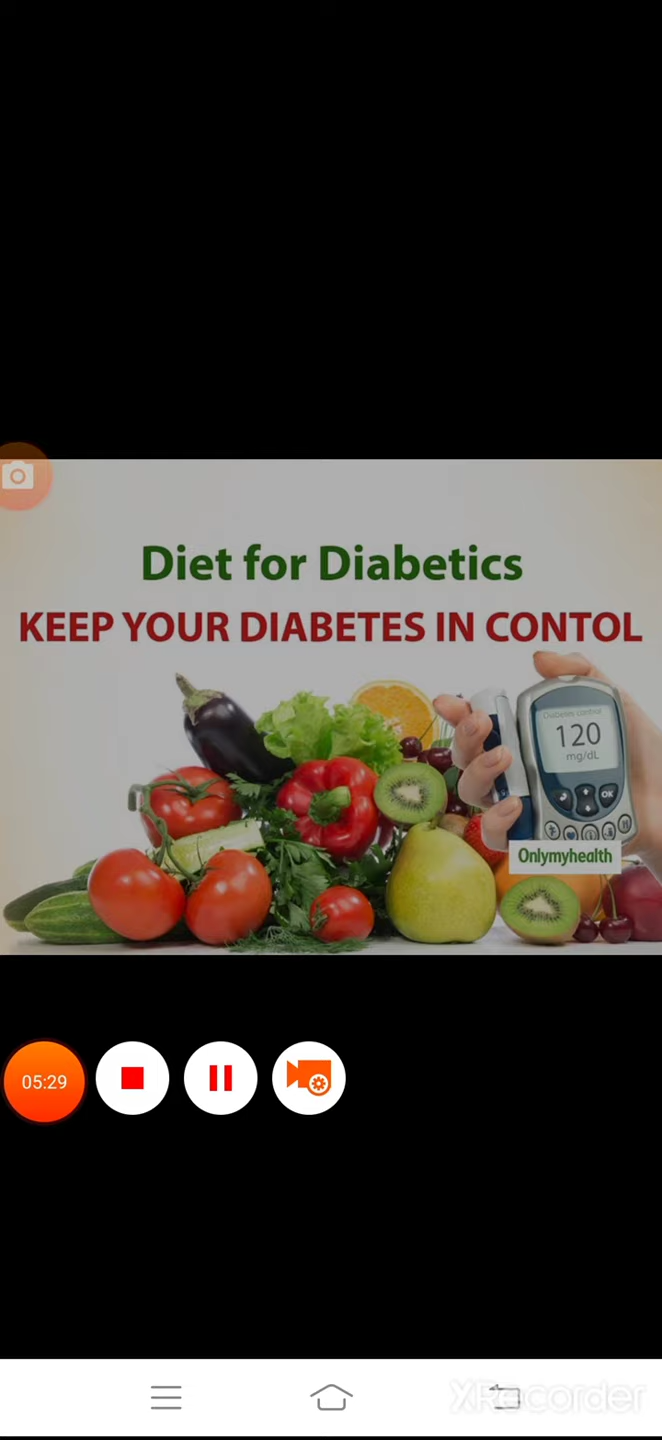 Diet for Diabetics
KEEP YOUR DIABETES IN CONTOL
Diabetes control
120
mg/dL
OK
Onlymyhealth
05:29
XRecorder